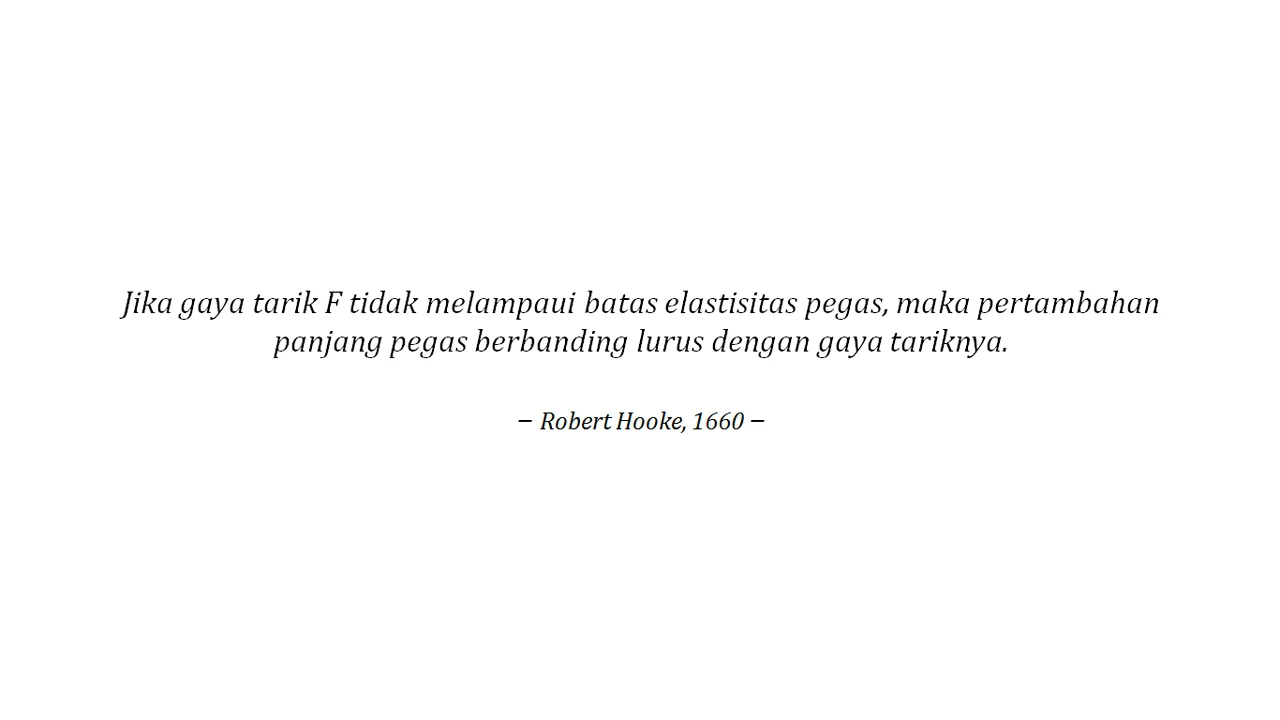 Jika gaya tarik F tidak melampaui batas elastisitas pegas, maka pertambahan
panjang pegas berbanding lurus dengan gaya tariknya.
− Robert Hooke, 1660 −